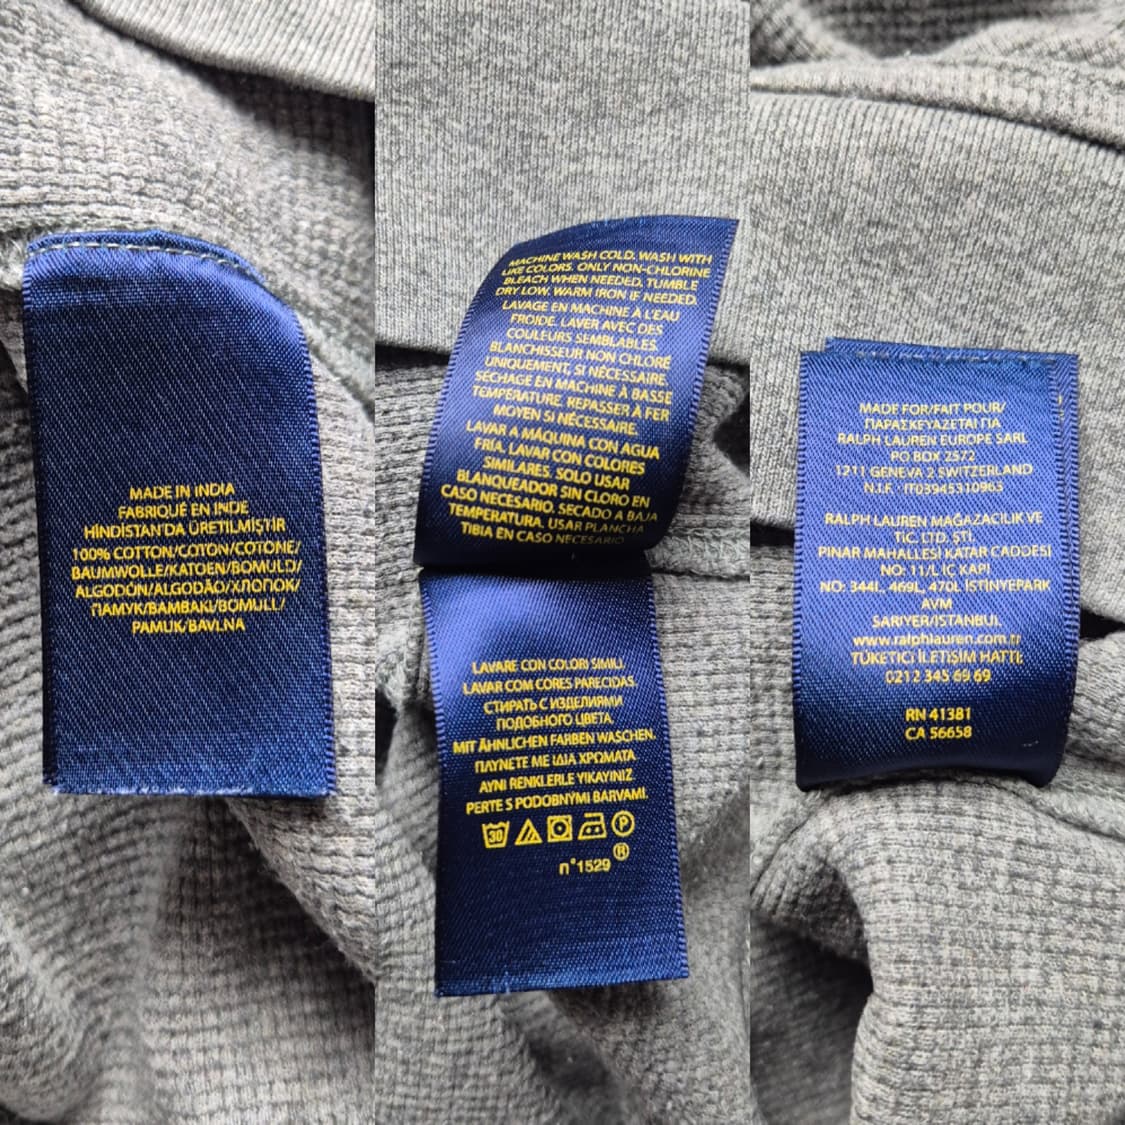 MADE IN INDIA
FABRIQUÉ EN INDE
HİNDİSTAN'DA ÜRETİLMİŞTİR
100% COTTON/COTON/COTONE/
BAUMWOLLE/KATOEN/BOMULD/
ALGODÓN/ALGODÃO/ХЛОПОК/
ПАМУК/ΒΑΜΒΑΚΙ/BOMULL/
PAMUK/BAVLNA
MACHINE WASH COLD. WASH WITH
LIKE COLORS. ONLY NON-CHLORINE
BLEACH WHEN NEEDED. TUMBLE
DRY LOW. WARM IRON IF NEEDED.
LAVAGE EN MACHINE À L'EAU
FROIDE. LAVER AVEC DES
COULEURS SEMBLABLES.
BLANCHISSEUR NON CHLORÉ
UNIQUEMENT, SI NÉCESSAIRE.
SÉCHAGE EN MACHINE À BASSE
TEMPÉRATURE. REPASSER À FER
MOYEN SI NÉCESSAIRE.
LAVAR A MÁQUINA CON AGUA
FRÍA. LAVAR CON COLORES
SIMILARES. SOLO USAR
BLANQUEADOR SIN CLORO EN
CASO NECESARIO. SECADO A BAJA
TEMPERATURA. USAR PLANCHA
TIBIA EN CASO NECESARIO
LAVARE CON COLORI SIMILI.
LAVAR COM CORES PARECIDAS.
СТИРАТЬ С ИЗДЕЛИЯМИ
ПОДОБНОГО ЦВЕТА.
MIT ÄHNLICHEN FARBEN WASCHEN.
ΠΛΥΝΕΤΕ ΜΕ ΙΔΙΑ ΧΡΩΜΑΤΑ
AYNI RENKLERLE YIKAYINIZ
PERTE S PODOBNÝMI BARVAMI.
30 P
n°1529 ®
MADE FOR/FAIT POUR/
ΠΑΡΑΣΚΕΥΑΖΕΤΑΙ ΓΙΑ
RALPH LAUREN EUROPE SARL
PO BOX 2572
1211 GENEVA 2 SWITZERLAND
N.I.F. · IT03945310965
RALPH LAUREN MAĞAZACILIK VE
TİC. LTD. ŞTİ.
PINAR MAHALLESİ KATAR CADDESİ
NO: 11/L İÇ KAPI
NO: 344L, 469L, 470L İSTİNYEPARK
AVM
SARIYER/İSTANBUL
www.ralphlauren.com.tr
TÜKETİCİ İLETİŞİM HATTI:
0212 345 69 69
RN 41381
CA 56658